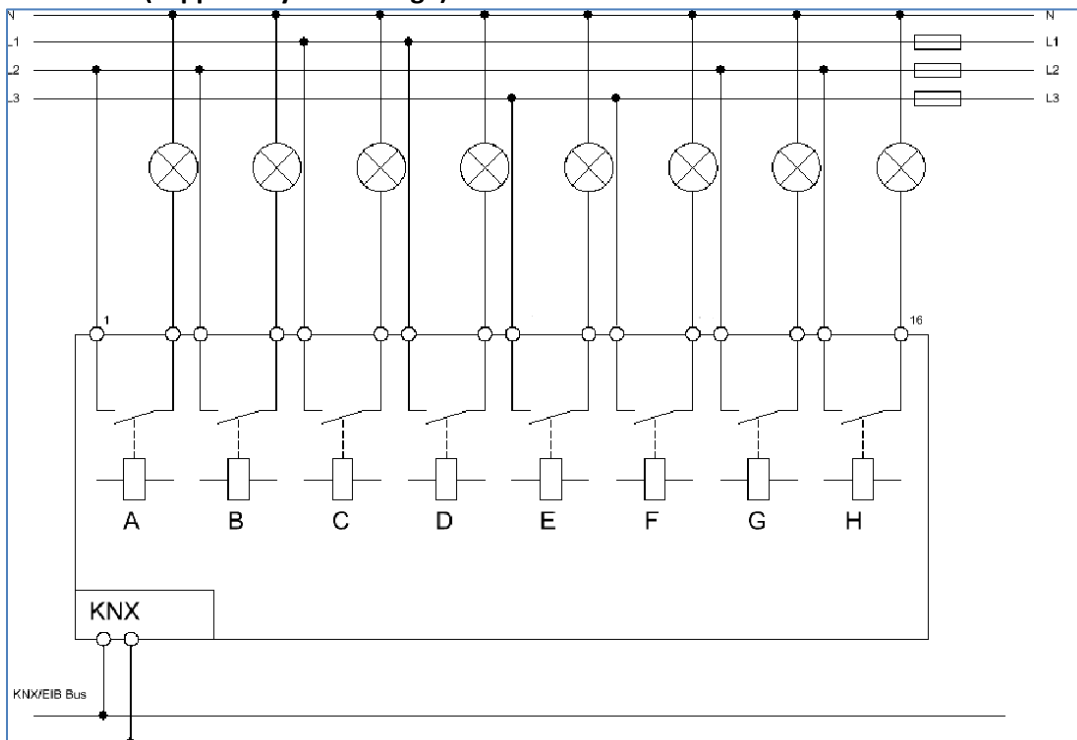 N N
L1 L1
L2 L2
L3 L3
1 16
A B C D E F G H
KNX
KNX/EIB Bus